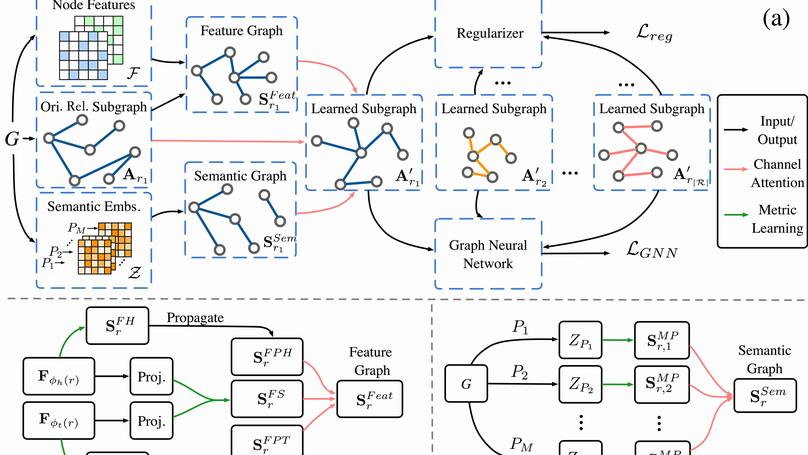 Node Features
(a)
Feature Graph
Regularizer
$\mathcal{L}_{reg}$
$\mathcal{F}$
$\mathbf{S}_{r_1}^{Feat}$
...
...
Ori. Rel. Subgraph
Learned Subgraph
Learned Subgraph
Learned Subgraph
Input/
Output
$G$
$\mathbf{A}_{r_1}$
Semantic Graph
$\mathbf{A}'_{r_1}$
$\mathbf{A}'_{r_2}$
...
$\mathbf{A}'_{r_{|\mathcal{R}|}}$
Channel
Attention
Semantic Embs.
$P_M$
$P_2$
$P_1$
$\mathcal{Z}$
$\mathbf{S}_{r_1}^{Sem}$
Graph Neural
Network
$\mathcal{L}_{GNN}$
Metric
Learning
$\mathbf{S}_r^{FH}$
Propagate
$\mathbf{S}_r^{FPH}$
Feature
Graph
$\mathbf{F}_{\phi_h(r)}$
Proj.
$\mathbf{S}_r^{FS}$
$\mathbf{S}_r^{Feat}$
$\mathbf{F}_{\phi_t(r)}$
Proj.
$\mathbf{S}_r^{FPT}$
$P_1$
$Z_{P_1}$
$\mathbf{S}_{r,1}^{MP}$
Semantic
Graph
$G$
$P_2$
$Z_{P_2}$
$\mathbf{S}_{r,2}^{MP}$
$\mathbf{S}_r^{Sem}$
$P_M$